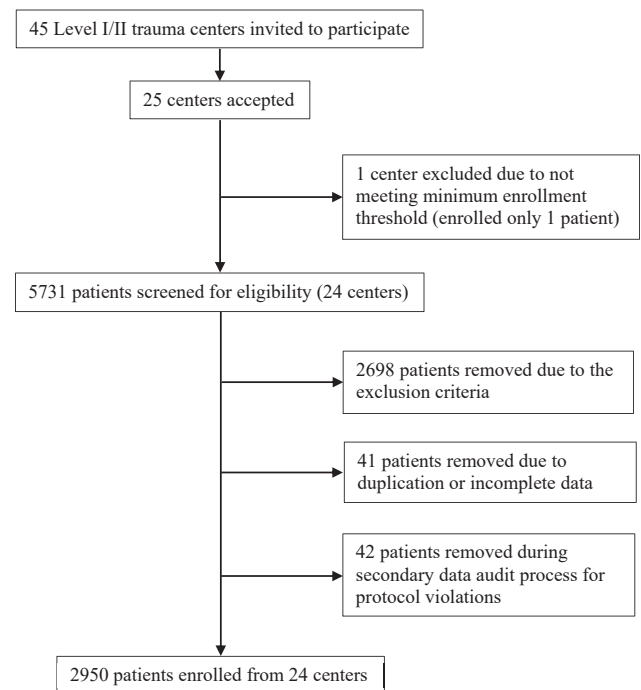 45 Level I/II trauma centers invited to participate
25 centers accepted
1 center excluded due to not
meeting minimum enrollment
threshold (enrolled only 1 patient)
5731 patients screened for eligibility (24 centers)
2698 patients removed due to the
exclusion criteria
41 patients removed due to
duplication or incomplete data
42 patients removed during
secondary data audit process for
protocol violations
2950 patients enrolled from 24 centers